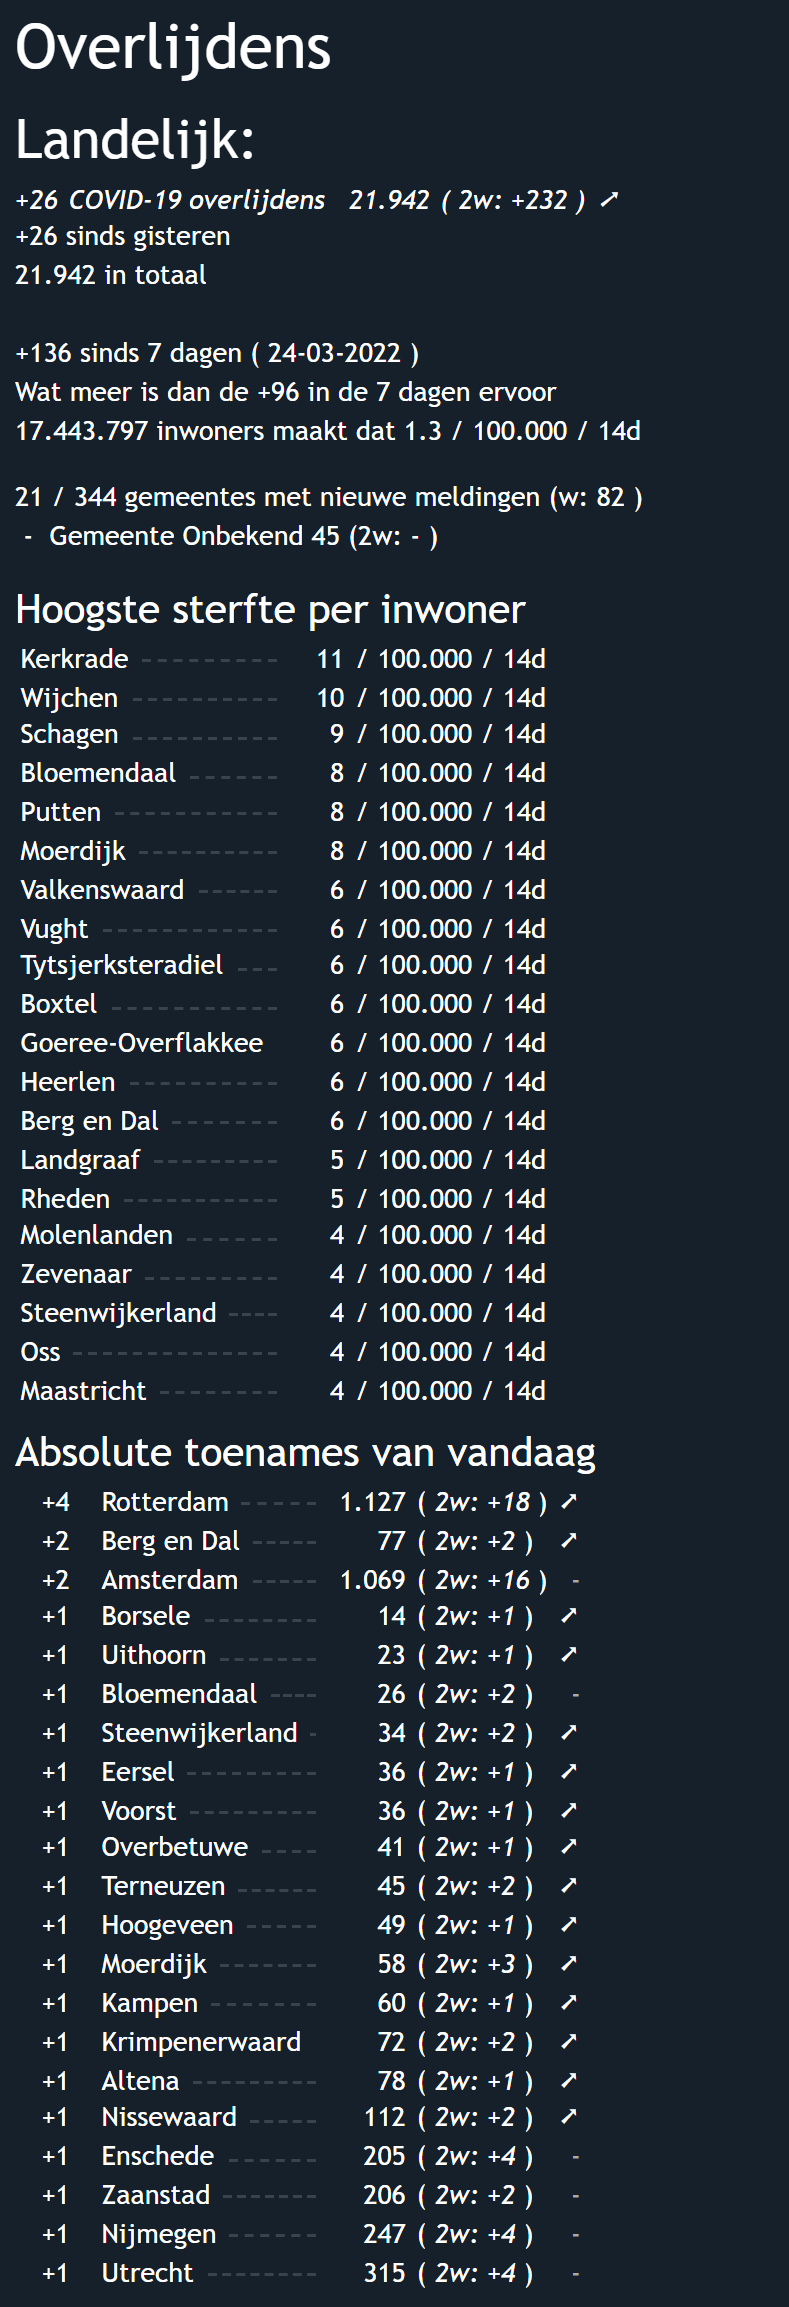 Overlijdens
Landelijk:
+26 COVID-19 overlijdens 21.942 ( 2w: +232 ) ➚
+26 sinds gisteren
21.942 in totaal
+136 sinds 7 dagen ( 24-03-2022 )
Wat meer is dan de +96 in de 7 dagen ervoor
17.443.797 inwoners maakt dat 1.3 / 100.000 / 14d
21 / 344 gemeentes met nieuwe meldingen (w: 82 )
- Gemeente Onbekend 45 (2w: - )
Hoogste sterfte per inwoner
Kerkrade --------- 11 / 100.000 / 14d
Wijchen ---------- 10 / 100.000 / 14d
Schagen ---------- 9 / 100.000 / 14d
Bloemendaal ------ 8 / 100.000 / 14d
Putten ----------- 8 / 100.000 / 14d
Moerdijk --------- 8 / 100.000 / 14d
Valkenswaard ------ 6 / 100.000 / 14d
Vught ------------ 6 / 100.000 / 14d
Tytsjerksteradiel --- 6 / 100.000 / 14d
Boxtel ----------- 6 / 100.000 / 14d
Goeree-Overflakkee 6 / 100.000 / 14d
Heerlen ---------- 6 / 100.000 / 14d
Berg en Dal ------- 6 / 100.000 / 14d
Landgraaf -------- 5 / 100.000 / 14d
Rheden ----------- 5 / 100.000 / 14d
Molenlanden ------ 4 / 100.000 / 14d
Zevenaar --------- 4 / 100.000 / 14d
Steenwijkerland ---- 4 / 100.000 / 14d
Oss -------------- 4 / 100.000 / 14d
Maastricht -------- 4 / 100.000 / 14d
Absolute toenames van vandaag
+4 Rotterdam ----- 1.127 ( 2w: +18 ) ➚
+2 Berg en Dal ----- 77 ( 2w: +2 ) ➚
+2 Amsterdam ----- 1.069 ( 2w: +16 ) -
+1 Borsele -------- 14 ( 2w: +1 ) ➚
+1 Uithoorn ------- 23 ( 2w: +1 ) ➚
+1 Bloemendaal ---- 26 ( 2w: +2 ) -
+1 Steenwijkerland - 34 ( 2w: +2 ) ➚
+1 Eersel --------- 36 ( 2w: +1 ) ➚
+1 Voorst --------- 36 ( 2w: +1 ) ➚
+1 Overbetuwe ---- 41 ( 2w: +1 ) ➚
+1 Terneuzen ------ 45 ( 2w: +2 ) ➚
+1 Hoogeveen ----- 49 ( 2w: +1 ) ➚
+1 Moerdijk ------- 58 ( 2w: +3 ) ➚
+1 Kampen ------- 60 ( 2w: +1 ) ➚
+1 Krimpenerwaard 72 ( 2w: +2 ) ➚
+1 Altena --------- 78 ( 2w: +1 ) ➚
+1 Nissewaard ----- 112 ( 2w: +2 ) ➚
+1 Enschede ------ 205 ( 2w: +4 ) -
+1 Zaanstad ------- 206 ( 2w: +2 ) -
+1 Nijmegen ------ 247 ( 2w: +4 ) -
+1 Utrecht -------- 315 ( 2w: +4 ) -